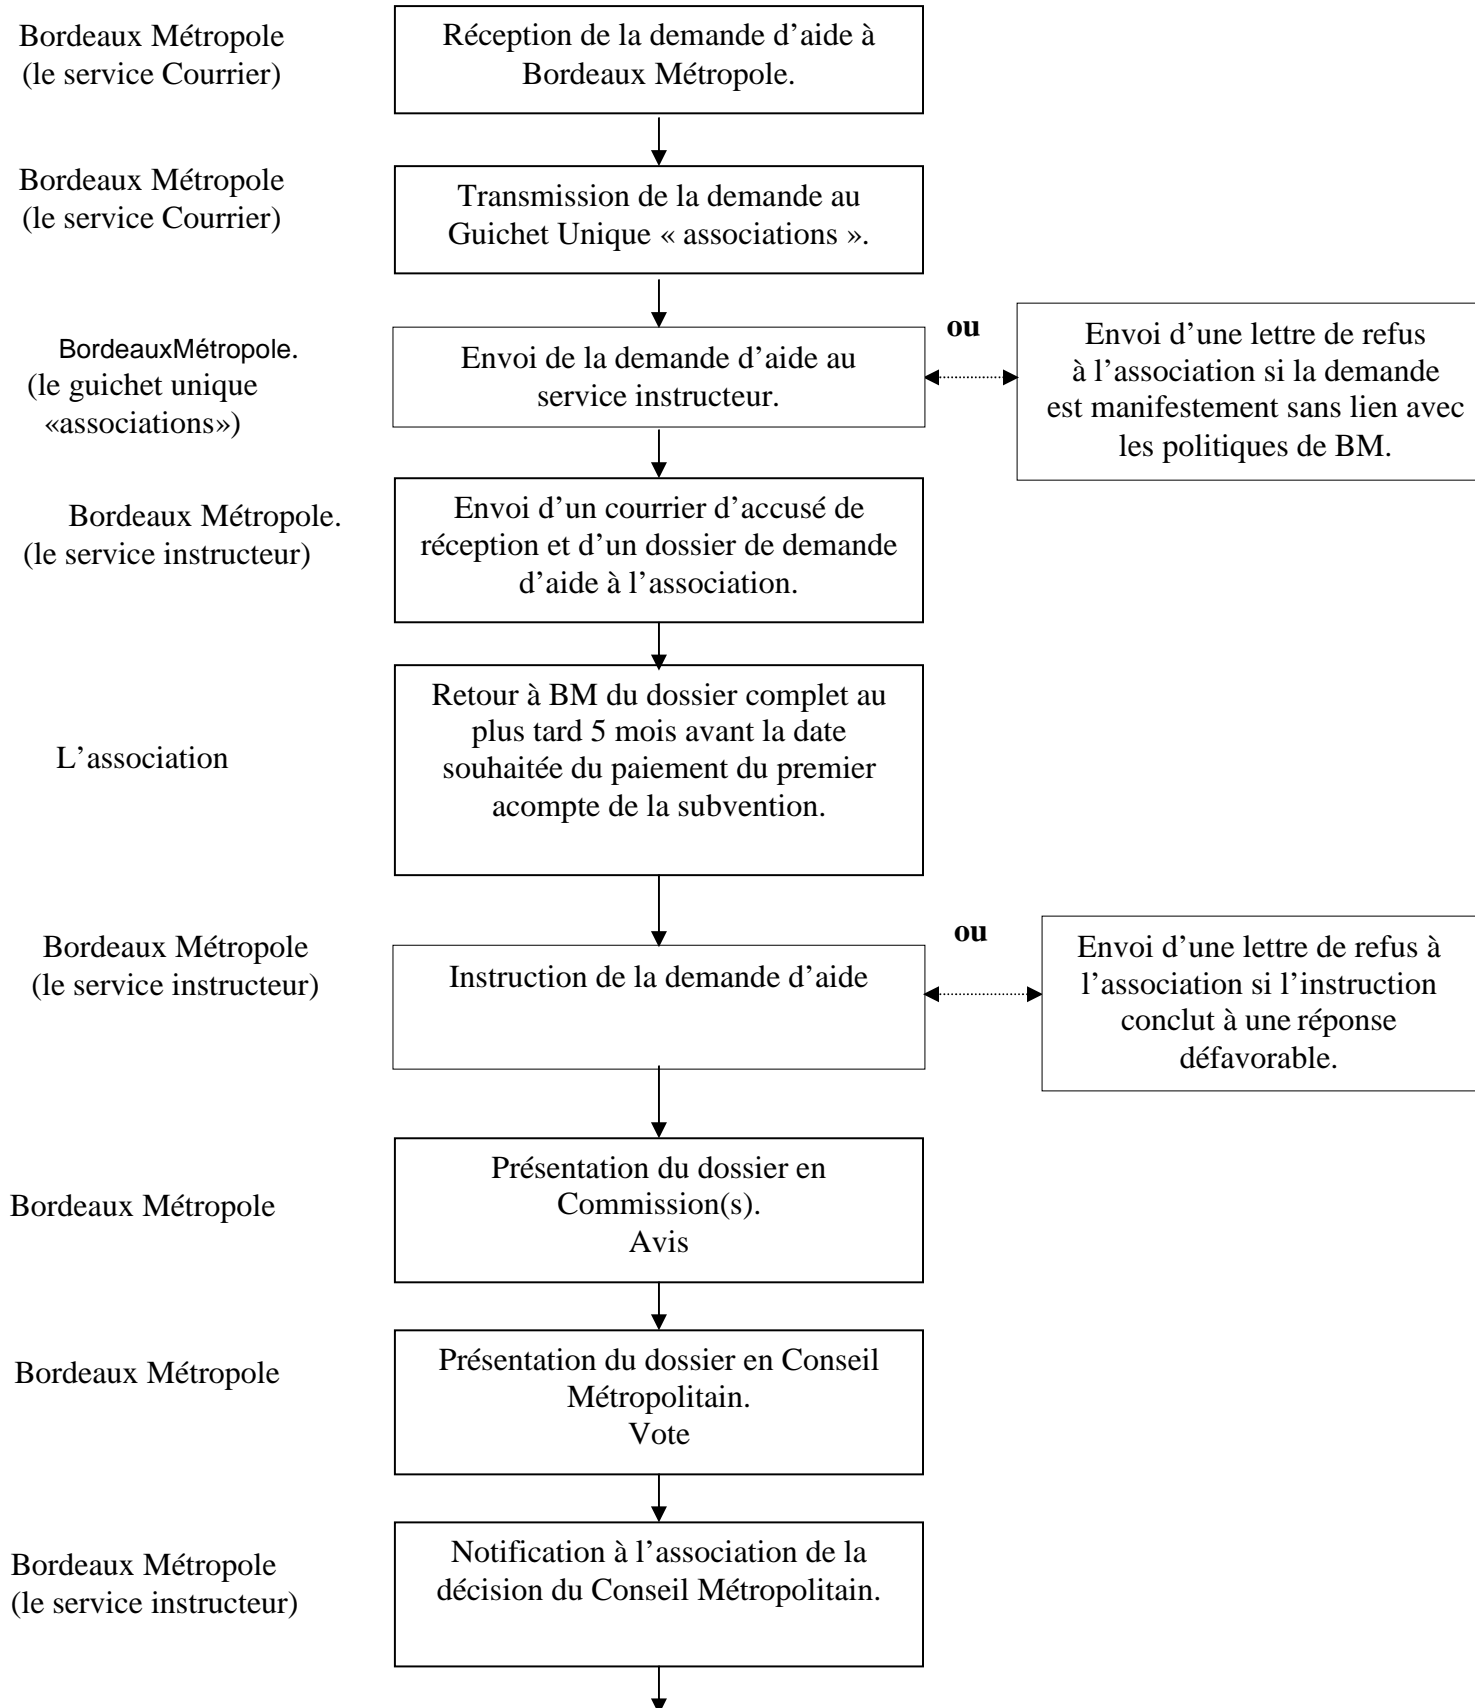 Bordeaux Métropole
(le service Courrier)
Réception de la demande d'aide à
Bordeaux Métropole.
Bordeaux Métropole
(le service Courrier)
Transmission de la demande au
Guichet Unique « associations ».
BordeauxMétropole.
(le guichet unique
«associations»)
Envoi de la demande d'aide au
service instructeur.
ou
Envoi d'une lettre de refus
à l'association si la demande
est manifestement sans lien avec
les politiques de BM.
Bordeaux Métropole.
(le service instructeur)
Envoi d'un courrier d'accusé de
réception et d'un dossier de demande
d'aide à l'association.
L'association
Retour à BM du dossier complet au
plus tard 5 mois avant la date
souhaitée du paiement du premier
acompte de la subvention.
Bordeaux Métropole
(le service instructeur)
Instruction de la demande d'aide
ou
Envoi d'une lettre de refus à
l'association si l'instruction
conclut à une réponse
défavorable.
Bordeaux Métropole
Présentation du dossier en
Commission(s).
Avis
Bordeaux Métropole
Présentation du dossier en Conseil
Métropolitain.
Vote
Bordeaux Métropole
(le service instructeur)
Notification à l'association de la
décision du Conseil Métropolitain.